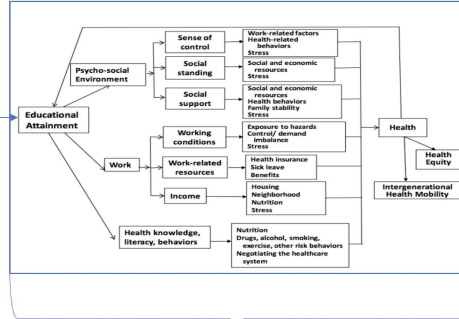 Sense of
control
Work-related factors
Health-related
behaviors
Stress
Psycho-social
Environment
Social
standing
Social and economic
resources
Stress
Social
support
Social and economic
resources
Health behaviors
Family stability
Stress
Educational
Attainment
Working
conditions
Exposure to hazards
Control/ demand
imbalance
Stress
Health
Work
Work-related
resources
Health insurance
Sick leave
Benefits
Health
Equity
Income
Housing
Neighborhood
Nutrition
Stress
Intergenerational
Health Mobility
Health knowledge,
literacy, behaviors
Nutrition
Drugs, alcohol, smoking,
exercise, other risk behaviors
Negotiating the healthcare
system